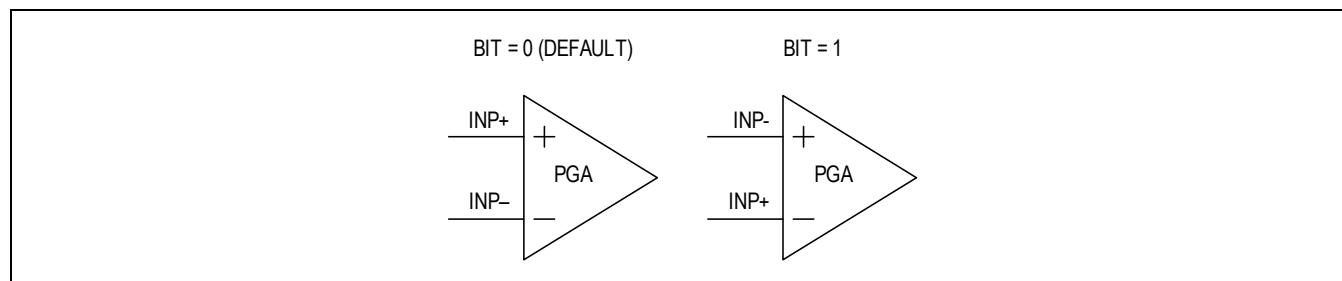 BIT = 0 (DEFAULT)
BIT = 1
INP+
+
PGA
INP–
–
INP-
+
PGA
INP+
–